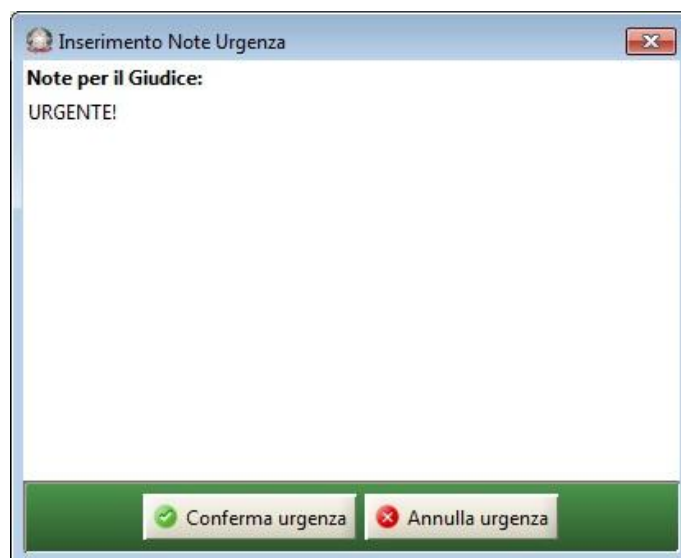 Inserimento Note Urgenza
Note per il Giudice:
URGENTE!
Conferma urgenza Annulla urgenza